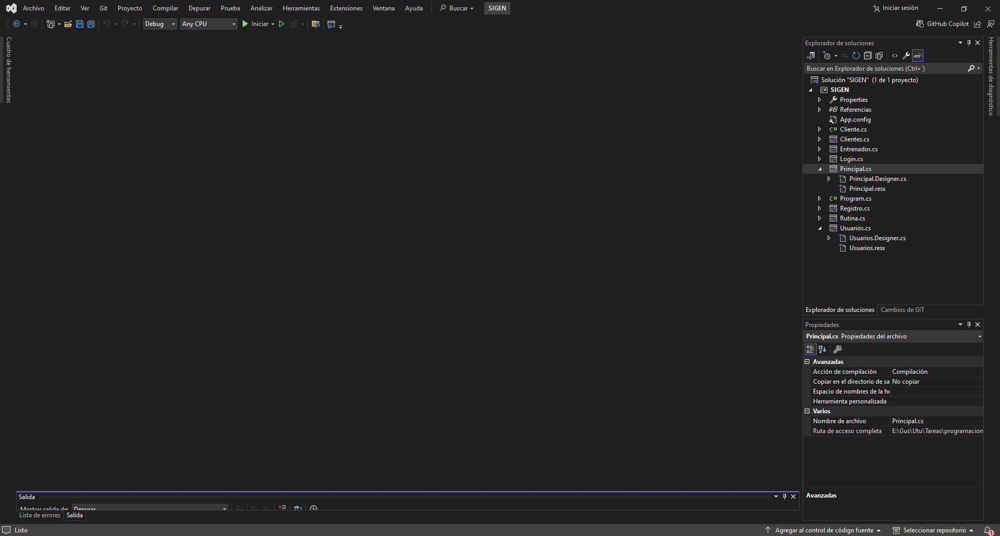 Archivo Editar Ver Git Proyecto Compilar Depurar Prueba Analizar Herramientas Extensiones Ventana Ayuda Buscar SIGEN Iniciar sesión
Debug Any CPU Iniciar GitHub Copilot
Cuadro de herramientas
Explorador de soluciones
Buscar en Explorador de soluciones (Ctrl+´)
Solución "SIGEN" (1 de 1 proyecto)
SIGEN
Properties
Referencias
App.config
C# Cliente.cs
Clientes.cs
Entrenador.cs
Login.cs
Principal.cs
Principal.Designer.cs
Principal.resx
C# Program.cs
Registro.cs
Rutina.cs
Usuarios.cs
Usuarios.Designer.cs
Usuarios.resx
Explorador de soluciones Cambios de GIT
Herramientas de diagnóstico
Propiedades
Principal.cs Propiedades del archivo
Avanzadas
Acción de compilación Compilación
Copiar en el directorio de sa No copiar
Espacio de nombres de la he
Herramienta personalizada
Varios
Nombre de archivo Principal.cs
Ruta de acceso completa E:\Gus\Utu\Tareas\programacion
Avanzadas
Salida
Mostrar salida de: Depurar
Lista de errores Salida
Listo Agregar al control de código fuente Seleccionar repositorio 1